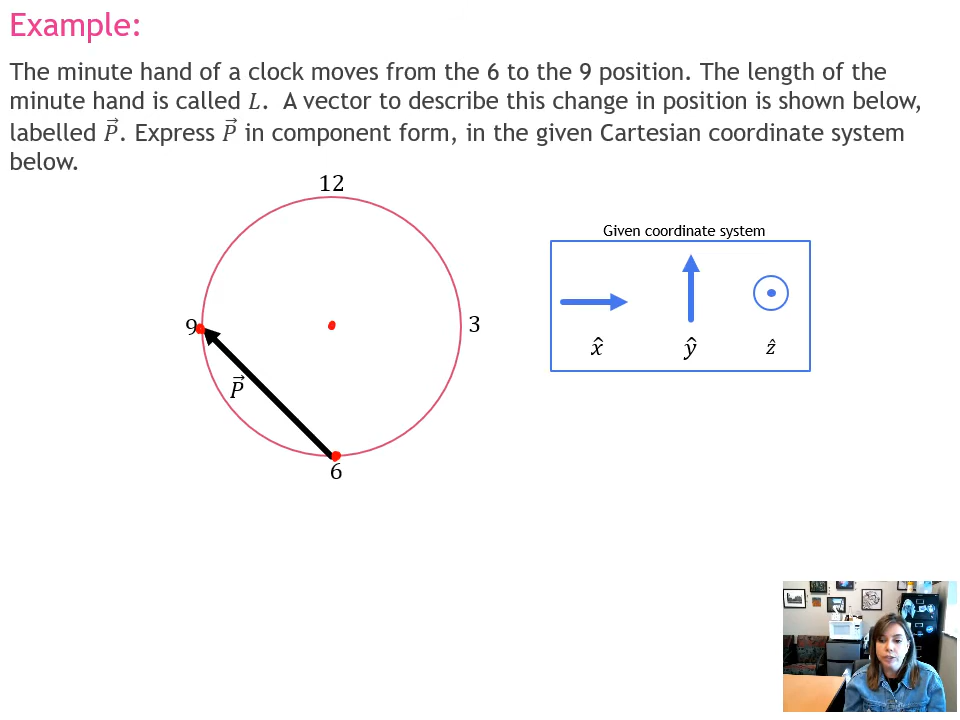 Example:
The minute hand of a clock moves from the 6 to the 9 position. The length of the
minute hand is called L. A vector to describe this change in position is shown below,
labelled P⃗. Express P⃗ in component form, in the given Cartesian coordinate system
below.
12
Given coordinate system
9
3
x̂ ŷ ẑ
P⃗
6